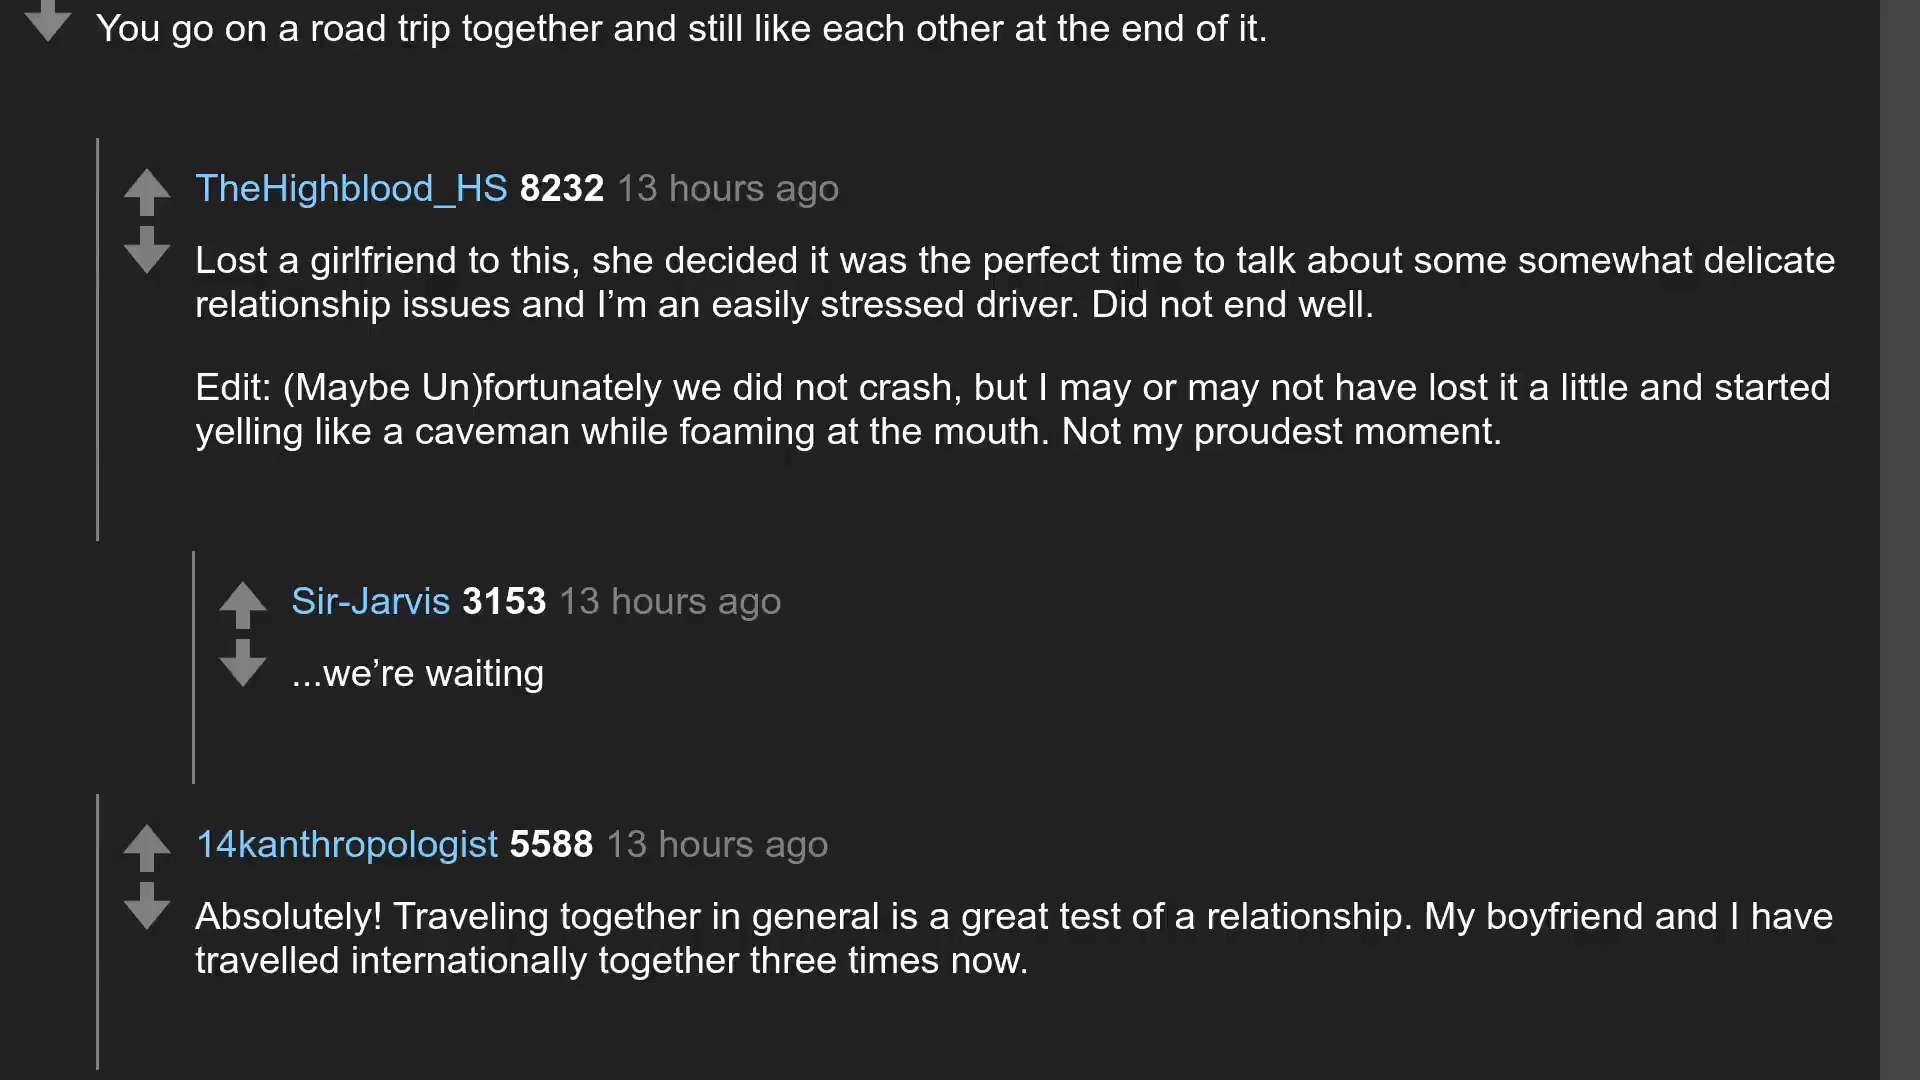 You go on a road trip together and still like each other at the end of it.
TheHighblood_HS 8232 13 hours ago
Lost a girlfriend to this, she decided it was the perfect time to talk about some somewhat delicate
relationship issues and I’m an easily stressed driver. Did not end well.
Edit: (Maybe Un)fortunately we did not crash, but I may or may not have lost it a little and started
yelling like a caveman while foaming at the mouth. Not my proudest moment.
Sir-Jarvis 3153 13 hours ago
...we’re waiting
14kanthropologist 5588 13 hours ago
Absolutely! Traveling together in general is a great test of a relationship. My boyfriend and I have
travelled internationally together three times now.